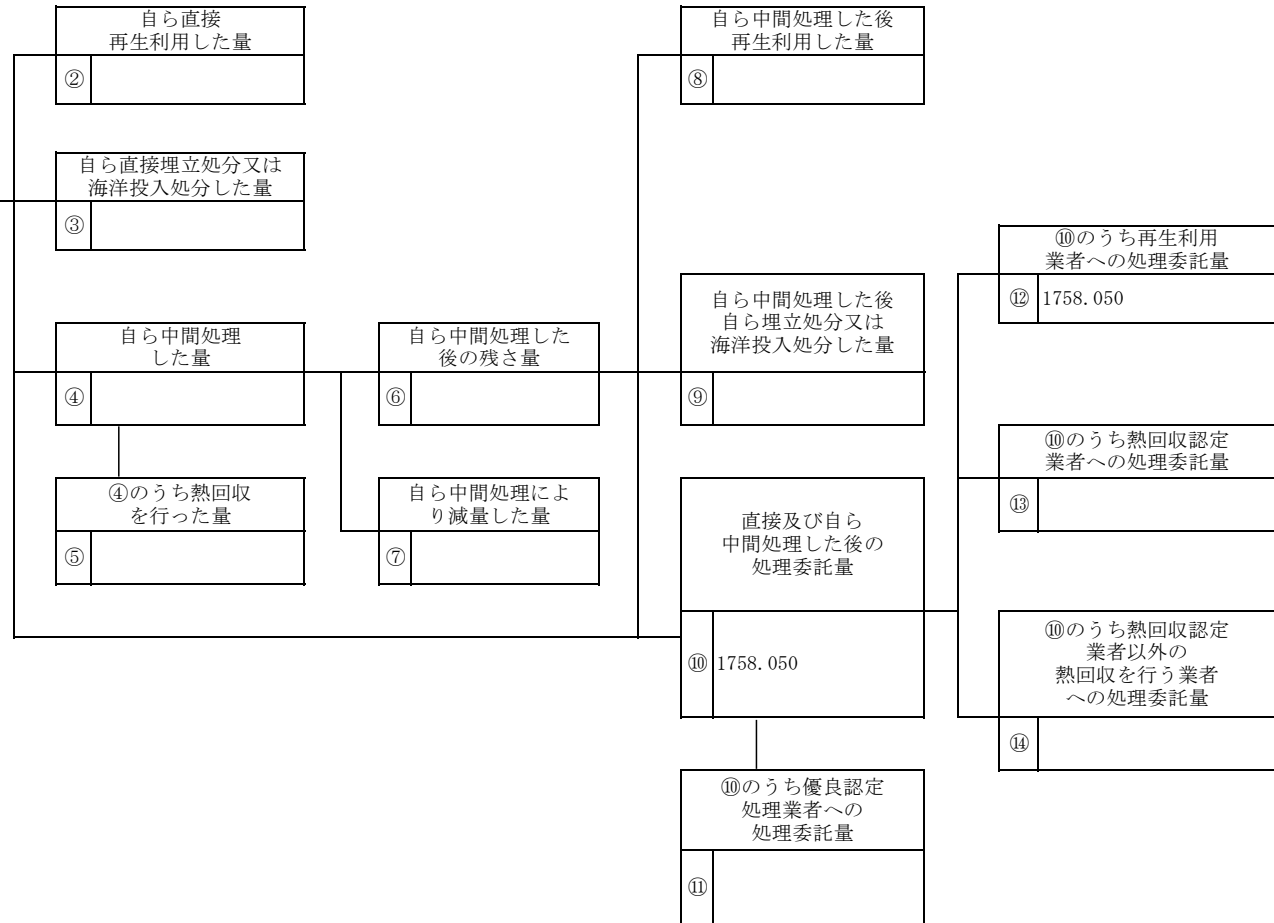 自ら直接
再生利用した量
②
自ら直接埋立処分又は
海洋投入処分した量
③
自ら中間処理
した量
④
④のうち熱回収
を行った量
⑤
自ら中間処理した
後の残さ量
⑥
自ら中間処理によ
り減量した量
⑦
自ら中間処理した後
再生利用した量
⑧
自ら中間処理した後
自ら埋立処分又は
海洋投入処分した量
⑨
直接及び自ら
中間処理した後の
処理委託量
⑩ 1758.050
⑩のうち優良認定
処理業者への
処理委託量
⑪
⑩のうち再生利用
業者への処理委託量
⑫ 1758.050
⑩のうち熱回収認定
業者への処理委託量
⑬
⑩のうち熱回収認定
業者以外の
熱回収を行う業者
への処理委託量
⑭